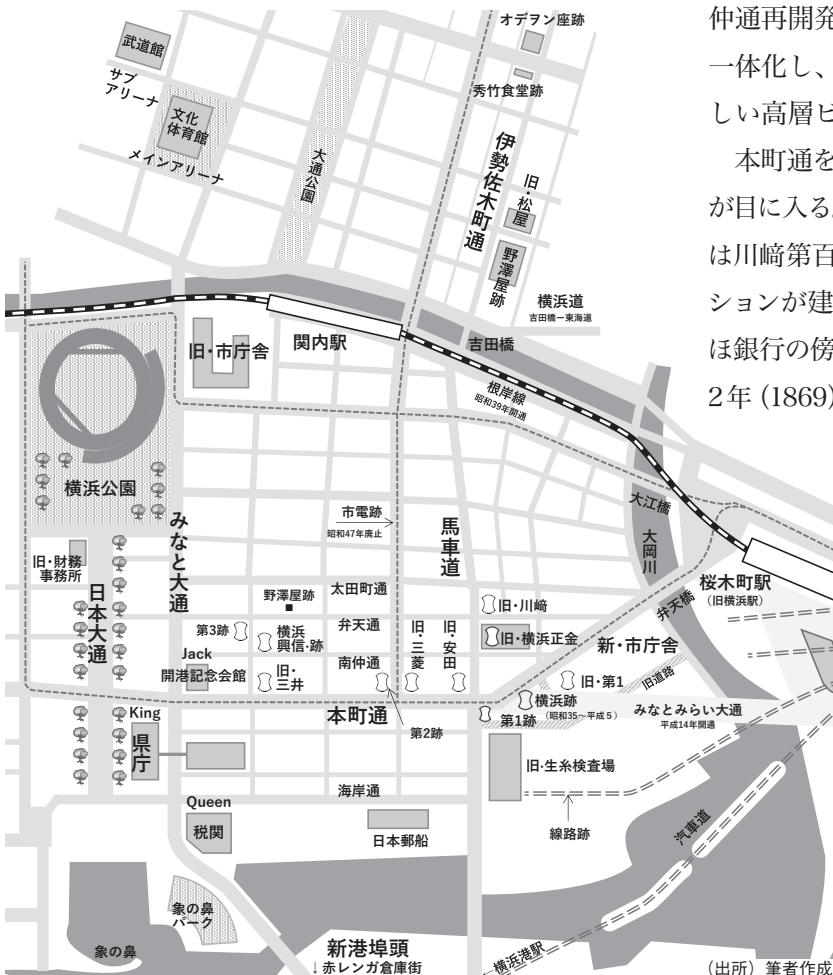 仲通再開発
一体化し、
しい高層ビ
本町通を
が目に入る。
は川﨑第百
ションが建
ほ銀行の傍
2年 (1869)
オデヲン座跡
武道館
サブ
アリーナ
秀竹食堂跡
文化
体育館
メインアリーナ
大通公園
伊勢佐木町通
旧・松屋
野澤屋跡
横浜道
吉田橋ー東海道
旧・市庁舎
関内駅
吉田橋
根岸線
昭和39年開通
横浜公園
みなと大通
市電跡
昭和47年廃止
馬車道
大江橋
大岡川
旧・財務
事務所
日本大通
桜木町駅
(旧横浜駅)
太田町通
野澤屋跡
旧・川﨑
弁天橋
第3跡
横浜
興信・跡
弁天通
旧・三菱
旧・安田
旧・横浜正金
新・市庁舎
Jack
開港記念会館
旧・
三井
南仲通
旧・第1
旧道路
横浜跡
(昭和35〜平成5)
みなとみらい大通
平成14年開通
King
県庁
本町通
第2跡
第1跡
旧・生糸検査場
海岸通
Queen
税関
日本郵船
線路跡
汽車道
象の鼻
パーク
象の鼻
新港埠頭
↓赤レンガ倉庫街
横浜港駅
(出所) 筆者作成